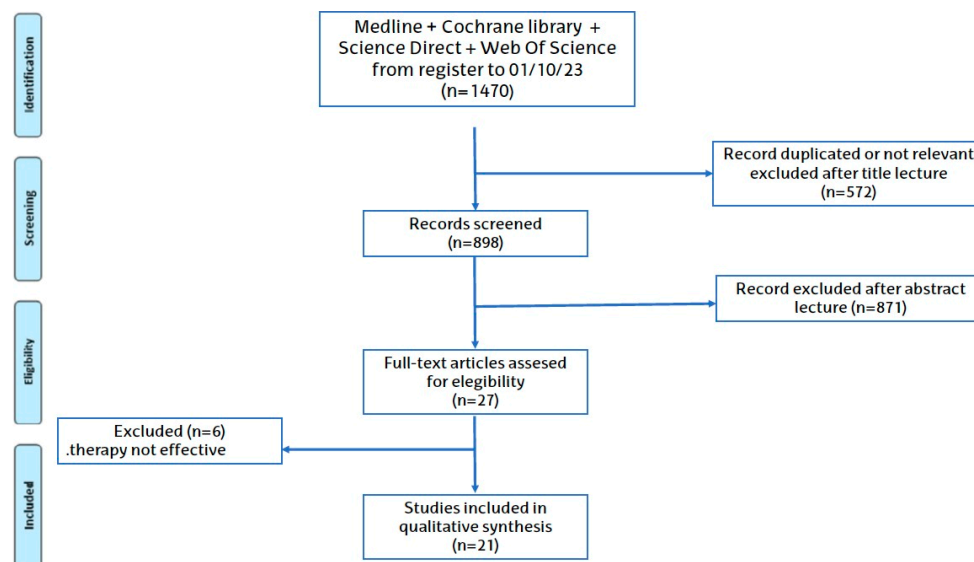 Identification
Medline + Cochrane library +
Science Direct + Web Of Science
from register to 01/10/23
(n=1470)
Record duplicated or not relevant
excluded after title lecture
(n=572)
Screening
Records screened
(n=898)
Record excluded after abstract
lecture (n=871)
Eligibility
Full-text articles assesed
for elegibility
(n=27)
Excluded (n=6)
.therapy not effective
Included
Studies included in
qualitative synthesis
(n=21)